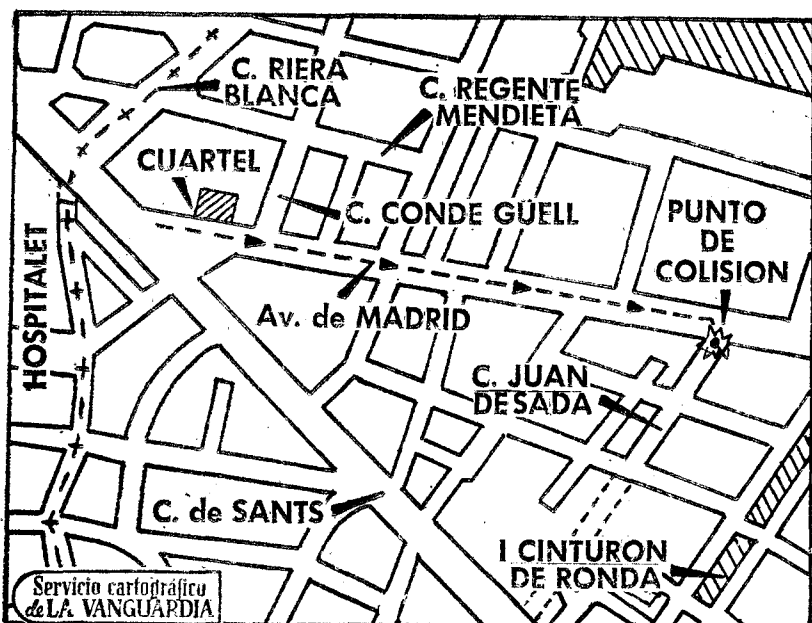 C. RIERA
BLANCA
C. REGENTE
MENDIETA
CUARTEL
C. CONDE GÜELL
PUNTO
DE
COLISION
HOSPITALET
Av. de MADRID
C. JUAN
DE SADA
C. de SANTS
I CINTURON
DE RONDA
Servicio cartográfico
de LA VANGUARDIA